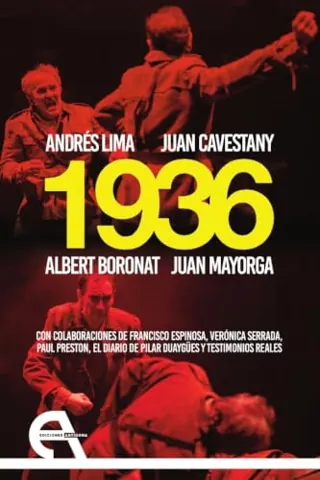 ANDRÉS LIMA JUAN CAVESTANY
1936
ALBERT BORONAT JUAN MAYORGA
CON COLABORACIONES DE FRANCISCO ESPINOSA, VERÓNICA SERRADA,
PAUL PRESTON, EL DIARIO DE PILAR DUAYGÜES Y TESTIMONIOS REALES
EDICIONES ANTÍGONA